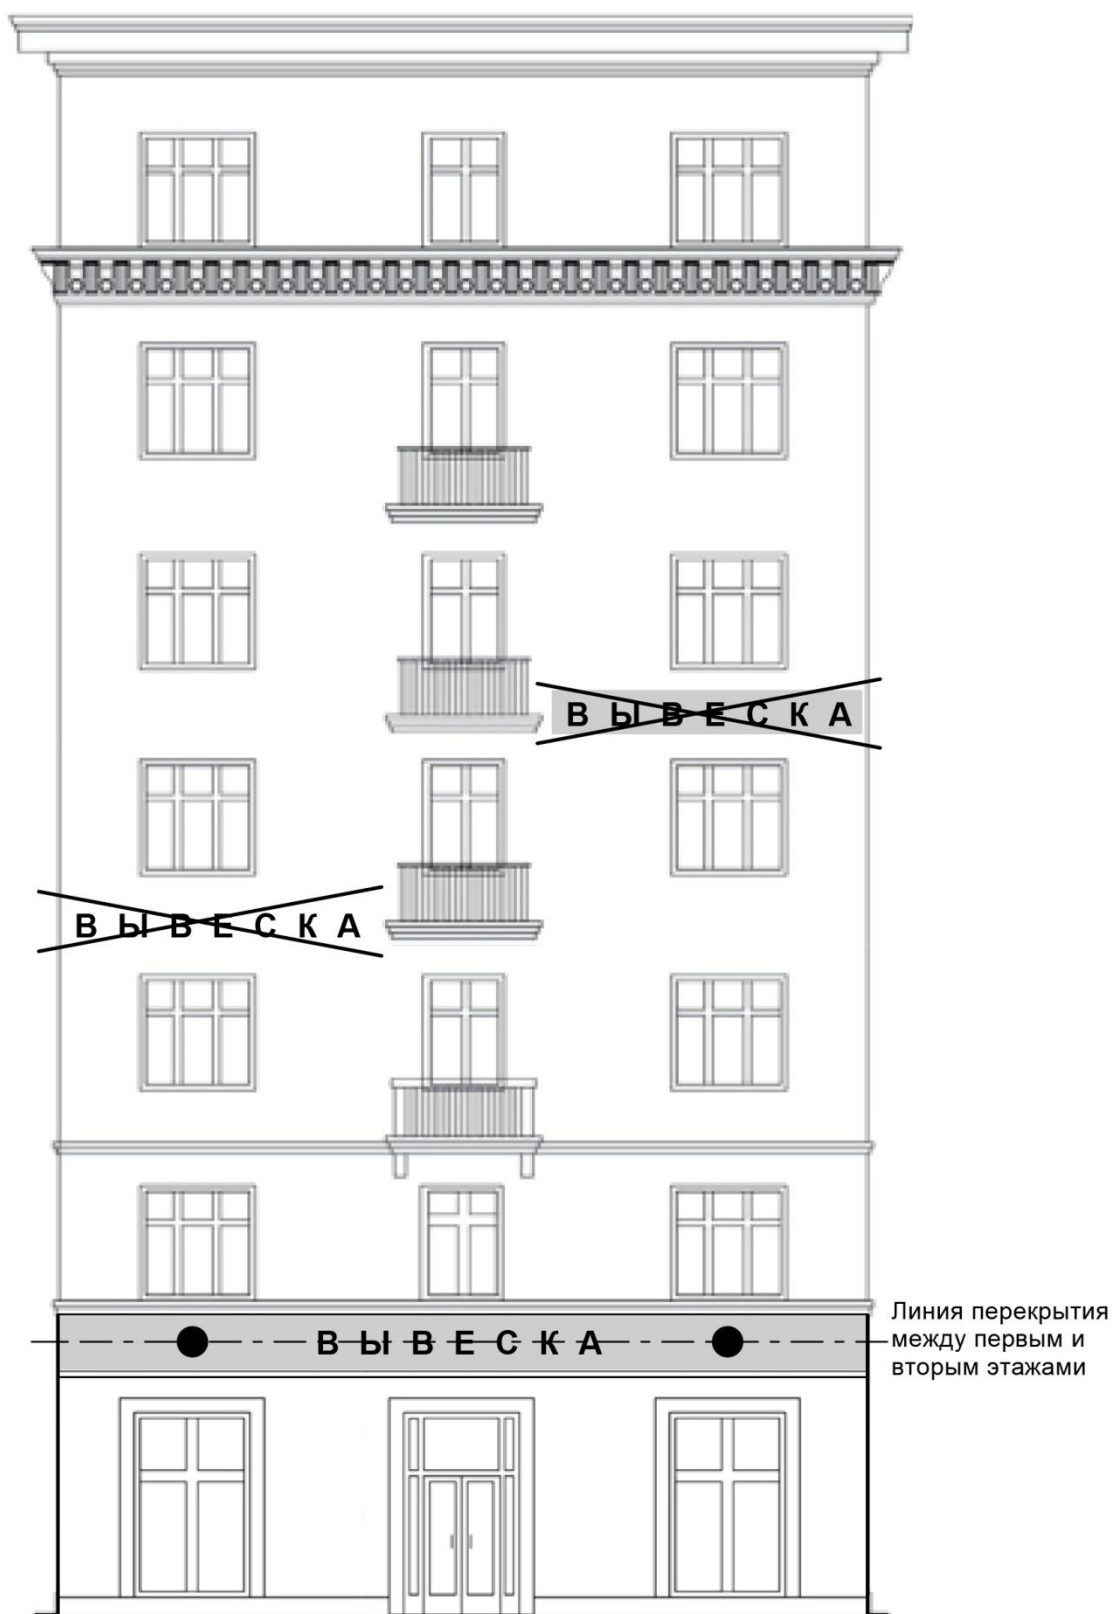 В Ы В Е С К А
В Ы В Е С К А
В Ы В Е С К А
Линия перекрытия
между первым и
вторым этажами